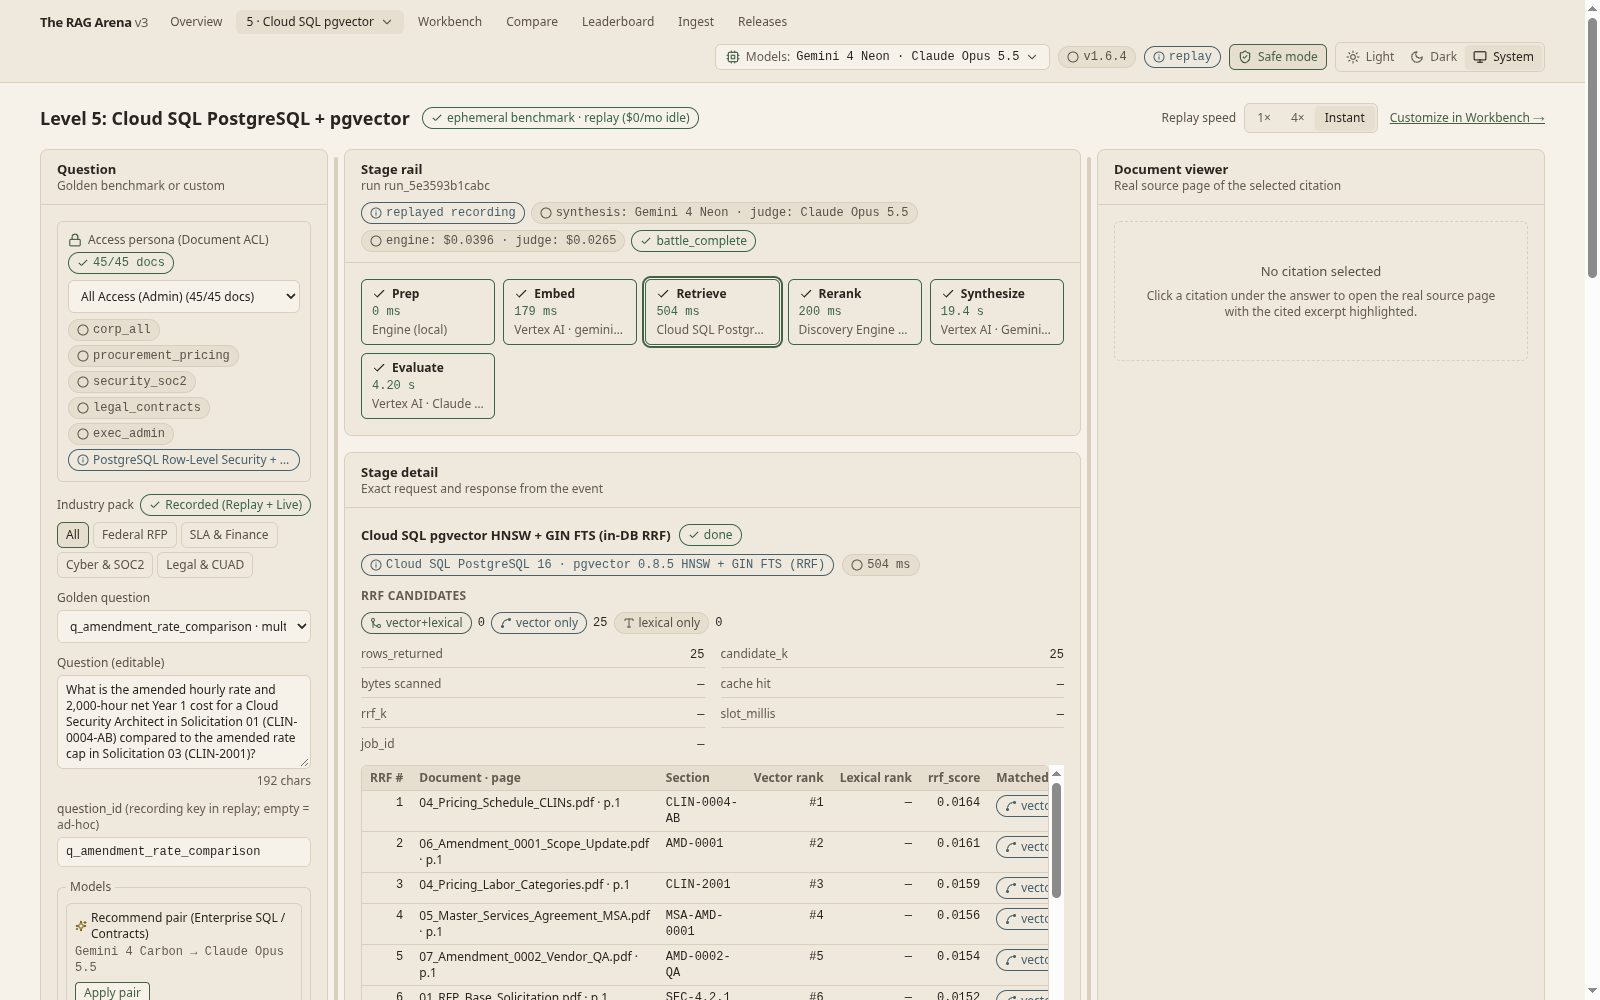 The RAG Arena v3
Overview
5 · Cloud SQL pgvector
Workbench
Compare
Leaderboard
Ingest
Releases
Models: Gemini 4 Neon · Claude Opus 5.5
v1.6.4
replay
Safe mode
Light
Dark
System
Level 5: Cloud SQL PostgreSQL + pgvector
ephemeral benchmark · replay ($0/mo idle)
Replay speed
1×
4×
Instant
Customize in Workbench →
Question
Golden benchmark or custom
Access persona (Document ACL)
45/45 docs
All Access (Admin) (45/45 docs)
corp_all
procurement_pricing
security_soc2
legal_contracts
exec_admin
PostgreSQL Row-Level Security + ...
Industry pack
Recorded (Replay + Live)
All
Federal RFP
SLA & Finance
Cyber & SOC2
Legal & CUAD
Golden question
q_amendment_rate_comparison · mult
Question (editable)
What is the amended hourly rate and
2,000-hour net Year 1 cost for a Cloud
Security Architect in Solicitation 01 (CLIN-
0004-AB) compared to the amended rate
cap in Solicitation 03 (CLIN-2001)?
192 chars
question_id (recording key in replay; empty =
ad-hoc)
q_amendment_rate_comparison
Models
Recommend pair (Enterprise SQL /
Contracts)
Gemini 4 Carbon → Claude Opus
5.5
Apply pair
Stage rail
run run_5e3593b1cabc
replayed recording
synthesis: Gemini 4 Neon · judge: Claude Opus 5.5
engine: $0.0396 · judge: $0.0265
battle_complete
Prep
0 ms
Engine (local)
Embed
179 ms
Vertex AI · gemini...
Retrieve
504 ms
Cloud SQL Postgr...
Rerank
200 ms
Discovery Engine ...
Synthesize
19.4 s
Vertex AI · Gemini...
Evaluate
4.20 s
Vertex AI · Claude ...
Stage detail
Exact request and response from the event
Cloud SQL pgvector HNSW + GIN FTS (in-DB RRF)
done
Cloud SQL PostgreSQL 16 · pgvector 0.8.5 HNSW + GIN FTS (RRF)
504 ms
RRF CANDIDATES
vector+lexical 0
vector only 25
lexical only 0
rows_returned 25
candidate_k 25
bytes scanned —
cache hit —
rrf_k —
slot_millis —
job_id —
RRF # Document · page Section Vector rank Lexical rank rrf_score Matched
1 04_Pricing_Schedule_CLINs.pdf · p.1 CLIN-0004-AB #1 — 0.0164 vecto
2 06_Amendment_0001_Scope_Update.pdf · p.1 AMD-0001 #2 — 0.0161 vecto
3 04_Pricing_Labor_Categories.pdf · p.1 CLIN-2001 #3 — 0.0159 vecto
4 05_Master_Services_Agreement_MSA.pdf · p.1 MSA-AMD-0001 #4 — 0.0156 vecto
5 07_Amendment_0002_Vendor_QA.pdf · p.1 AMD-0002-QA #5 — 0.0154 vecto
6 01_RFP_Base_Solicitation.pdf · p.1 SEC-4.2.1 #6 — 0.0152
Document viewer
Real source page of the selected citation
No citation selected
Click a citation under the answer to open the real source page
with the cited excerpt highlighted.